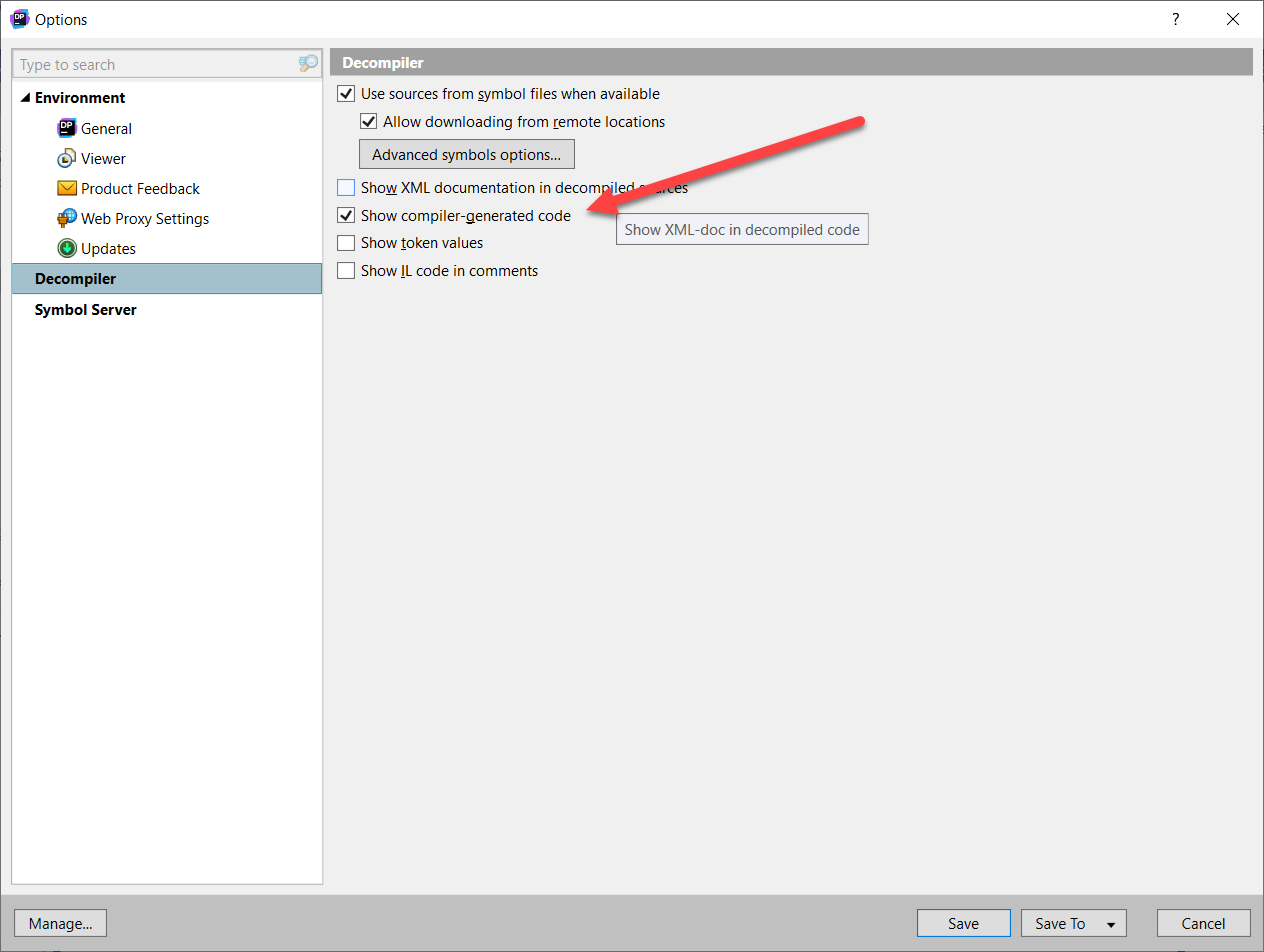 DP Options ?
Type to search
Environment
DP General
Viewer
Product Feedback
Web Proxy Settings
Updates
Decompiler
Symbol Server
Decompiler
Use sources from symbol files when available
Allow downloading from remote locations
Advanced symbols options...
Show XML documentation in decompiled sources
Show compiler-generated code
Show XML-doc in decompiled code
Show token values
Show IL code in comments
Manage... Save Save To Cancel